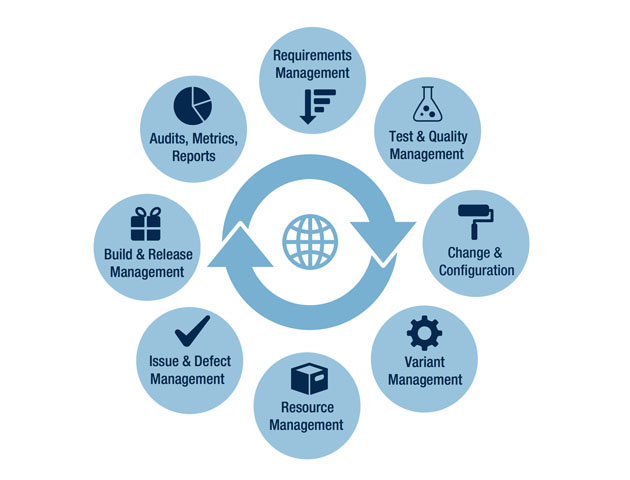 Requirements
Management
Test & Quality
Management
Change &
Configuration
Variant
Management
Resource
Management
Issue & Defect
Management
Build & Release
Management
Audits, Metrics,
Reports